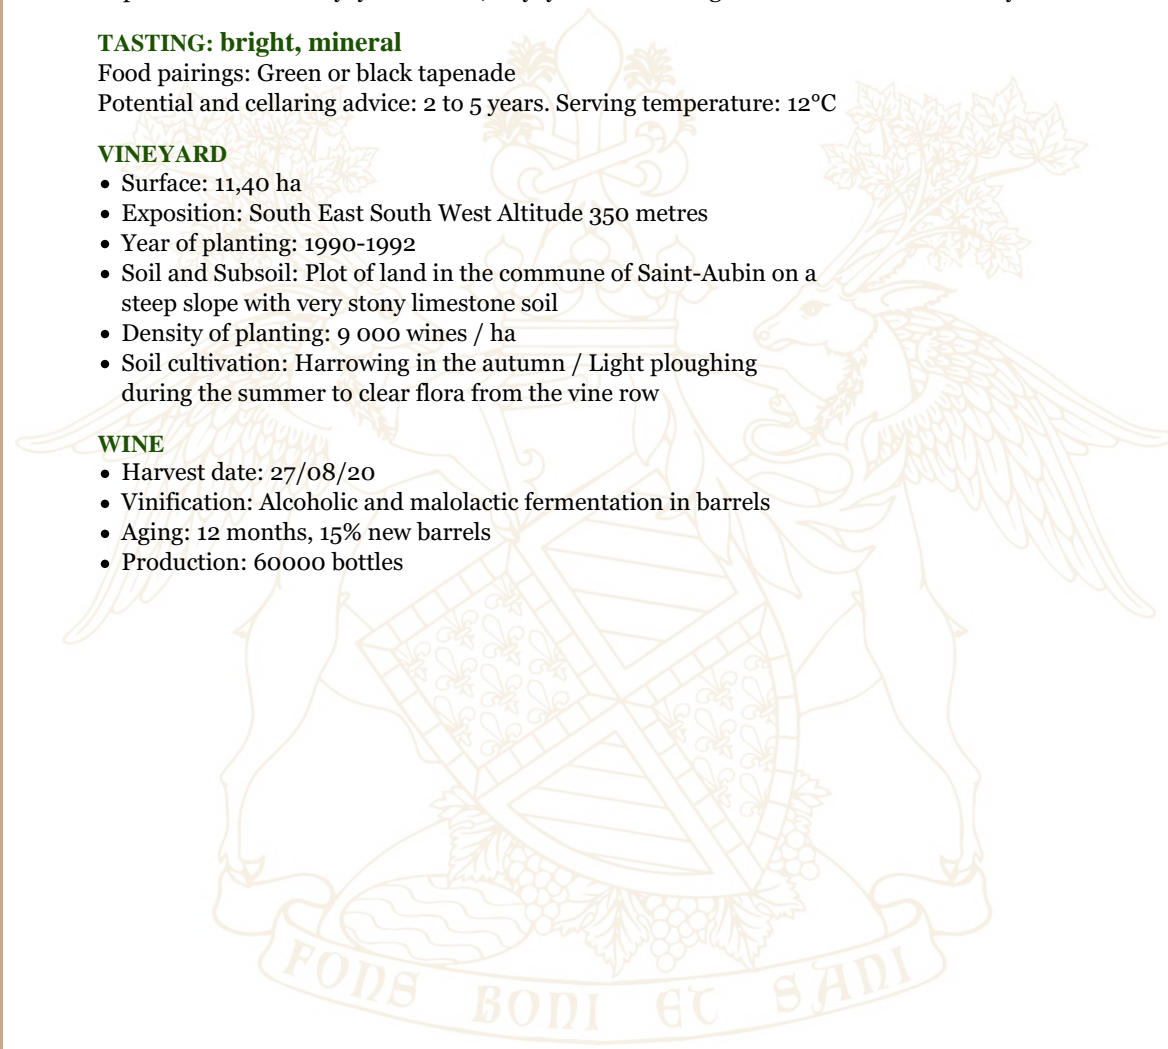 TASTING: bright, mineral
Food pairings: Green or black tapenade
Potential and cellaring advice: 2 to 5 years. Serving temperature: 12°C
VINEYARD
• Surface: 11,40 ha
• Exposition: South East South West Altitude 350 metres
• Year of planting: 1990-1992
• Soil and Subsoil: Plot of land in the commune of Saint-Aubin on a
steep slope with very stony limestone soil
• Density of planting: 9 000 wines / ha
• Soil cultivation: Harrowing in the autumn / Light ploughing
during the summer to clear flora from the vine row
WINE
• Harvest date: 27/08/20
• Vinification: Alcoholic and malolactic fermentation in barrels
• Aging: 12 months, 15% new barrels
• Production: 60000 bottles
FONS BONI ET SANI